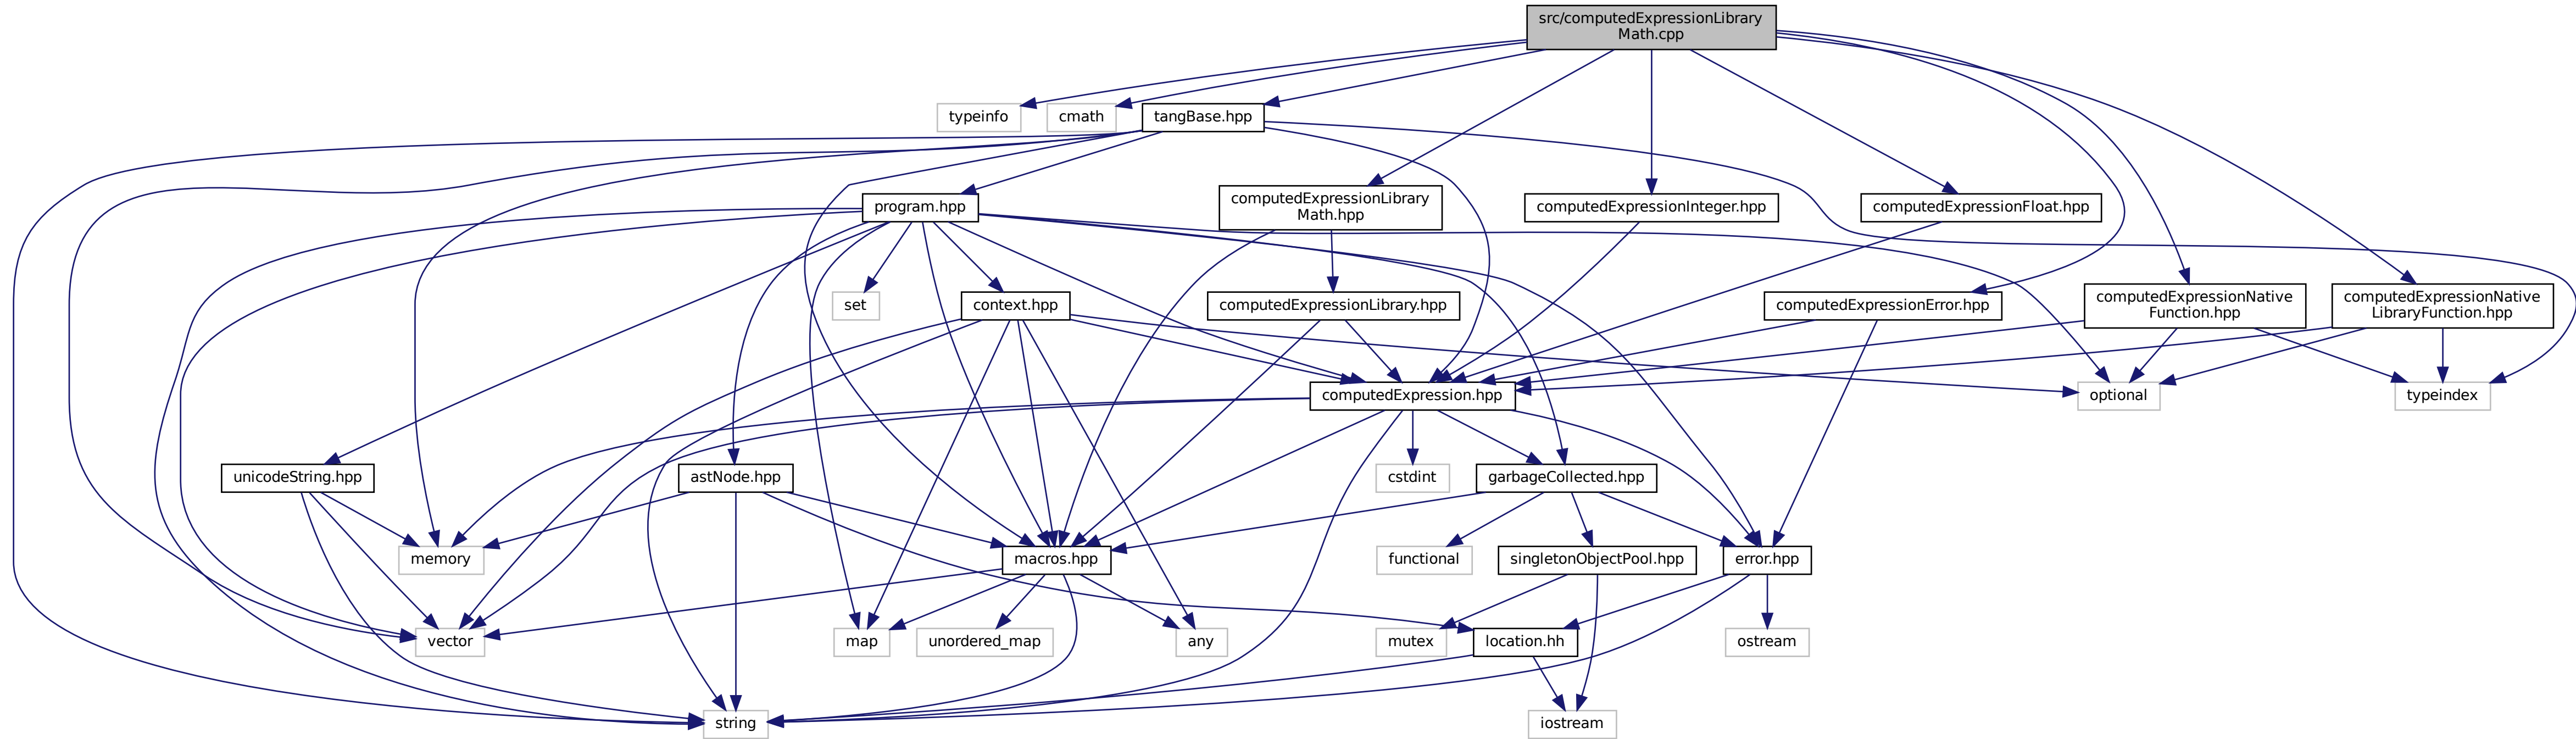 src/computedExpressionLibrary
Math.cpp
typeinfo
cmath
tangBase.hpp
program.hpp
computedExpressionLibrary
Math.hpp
computedExpressionInteger.hpp
computedExpressionFloat.hpp
set
context.hpp
computedExpressionLibrary.hpp
computedExpressionError.hpp
computedExpressionNative
Function.hpp
computedExpressionNative
LibraryFunction.hpp
computedExpression.hpp
optional
typeindex
unicodeString.hpp
astNode.hpp
cstdint
garbageCollected.hpp
memory
macros.hpp
functional
singletonObjectPool.hpp
error.hpp
vector
map
unordered_map
any
mutex
location.hh
ostream
string
iostream